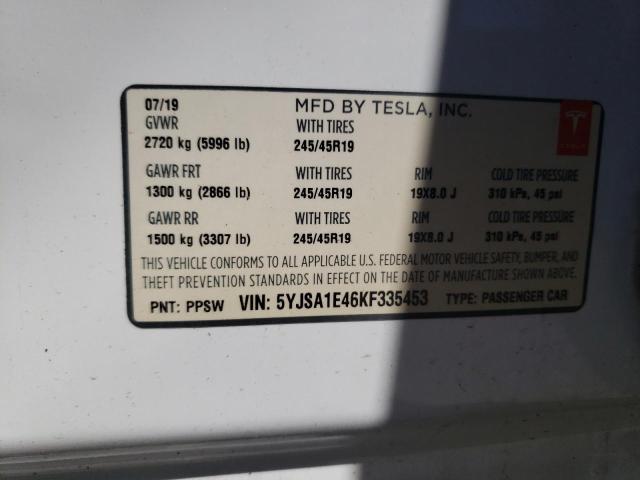 07/19 MFD BY TESLA, INC.
GVWR WITH TIRES
2720 kg (5996 lb) 245/45R19
TESLA
GAWR FRT WITH TIRES RIM COLD TIRE PRESSURE
1300 kg (2866 lb) 245/45R19 19X8.0 J 310 kPa, 45 psi
GAWR RR WITH TIRES RIM COLD TIRE PRESSURE
1500 kg (3307 lb) 245/45R19 19X8.0 J 310 kPa, 45 psi
THIS VEHICLE CONFORMS TO ALL APPLICABLE U.S. FEDERAL MOTOR VEHICLE SAFETY, BUMPER, AND
THEFT PREVENTION STANDARDS IN EFFECT ON THE DATE OF MANUFACTURE SHOWN ABOVE.
PNT: PPSW VIN: 5YJSA1E46KF335453 TYPE: PASSENGER CAR